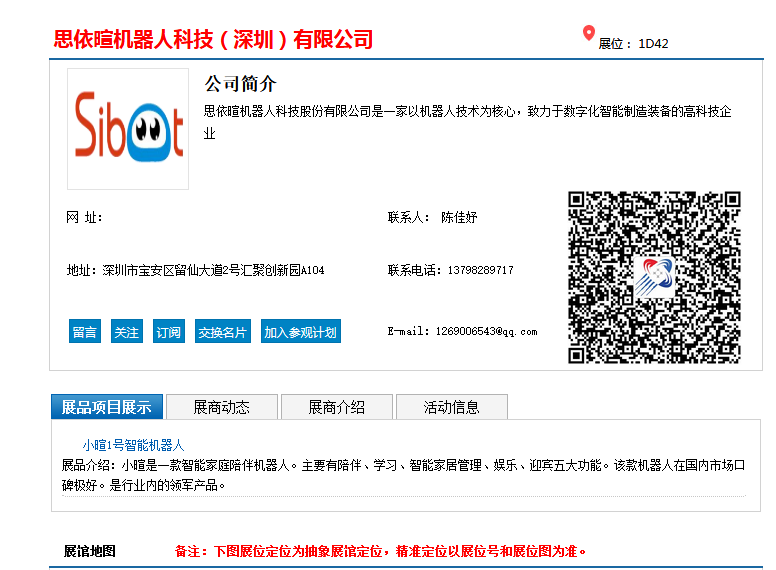 思依暄机器人科技（深圳）有限公司
展位： 1D42
Sibot
公司简介
思依暄机器人科技股份有限公司是一家以机器人技术为核心，致力于数字化智能制造装备的高科技企
业
网 址：
联系人： 陈佳妤
地址：深圳市宝安区留仙大道2号汇聚创新园A104
联系电话：13798289717
留言 关注 订阅 交换名片 加入参观计划
E-mail：1269006543@qq.com
展品项目展示 展商动态 展商介绍 活动信息
小暄1号智能机器人
展品介绍：小暄是一款智能家庭陪伴机器人。主要有陪伴、学习、智能家居管理、娱乐、迎宾五大功能。该款机器人在国内市场口
碑极好。是行业内的领军产品。
展馆地图
备注：下图展位定位为抽象展馆定位，精准定位以展位号和展位图为准。